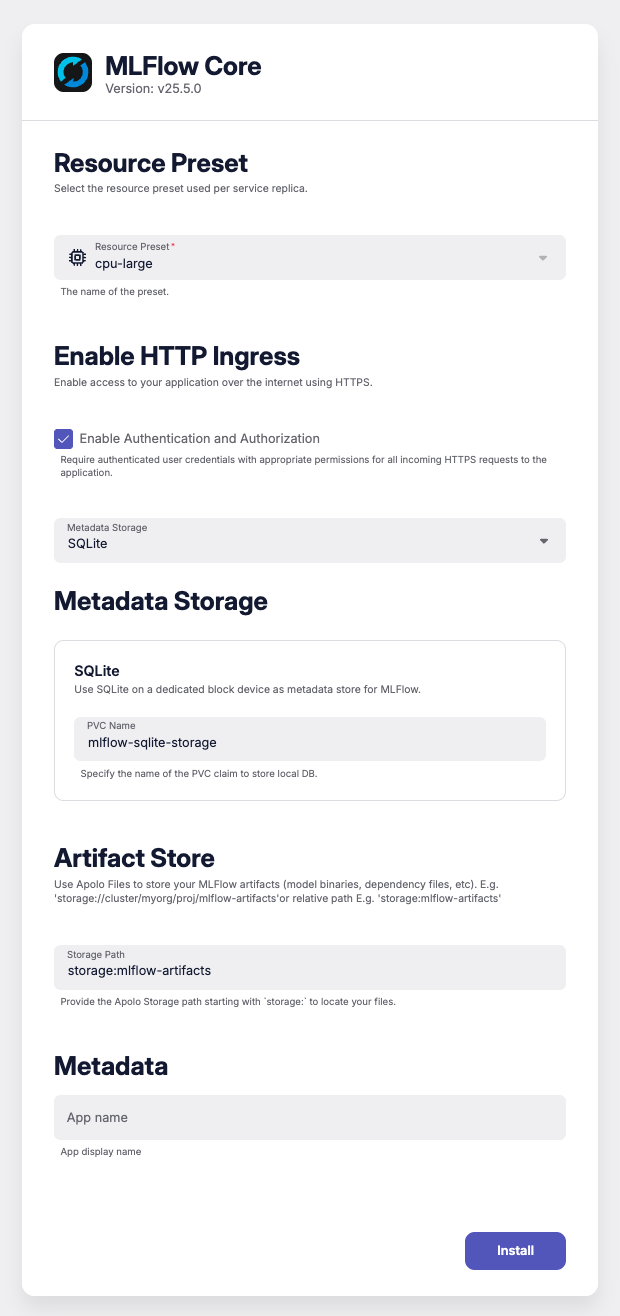 MLFlow Core
Version: v25.5.0
Resource Preset
Select the resource preset used per service replica.
Resource Preset*
cpu-large
The name of the preset.
Enable HTTP Ingress
Enable access to your application over the internet using HTTPS.
Enable Authentication and Authorization
Require authenticated user credentials with appropriate permissions for all incoming HTTPS requests to the
application.
Metadata Storage
SQLite
Metadata Storage
SQLite
Use SQLite on a dedicated block device as metadata store for MLFlow.
PVC Name
mlflow-sqlite-storage
Specify the name of the PVC claim to store local DB.
Artifact Store
Use Apolo Files to store your MLFlow artifacts (model binaries, dependency files, etc). E.g.
'storage://cluster/myorg/proj/mlflow-artifacts'or relative path E.g. 'storage:mlflow-artifacts'
Storage Path
storage:mlflow-artifacts
Provide the Apolo Storage path starting with `storage:` to locate your files.
Metadata
App name
App display name
Install